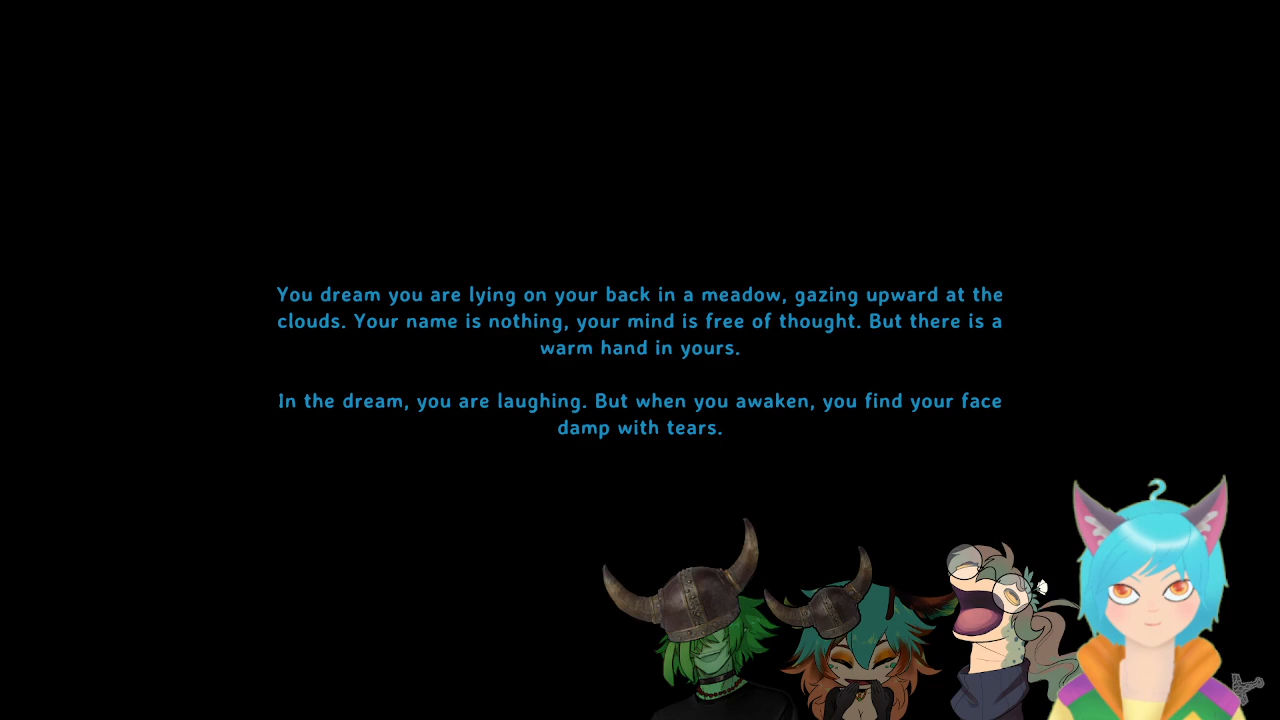 You dream you are lying on your back in a meadow, gazing upward at the
clouds. Your name is nothing, your mind is free of thought. But there is a
warm hand in yours.
In the dream, you are laughing. But when you awaken, you find your face
damp with tears.